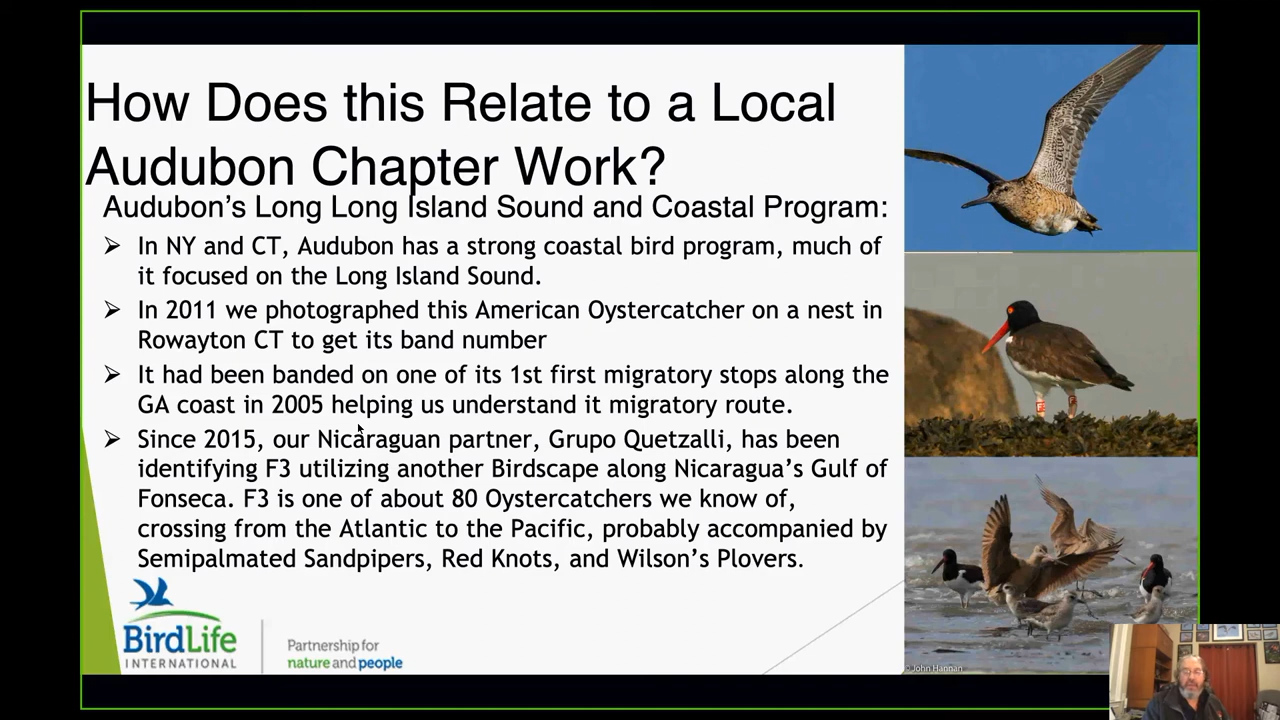 How Does this Relate to a Local
Audubon Chapter Work?
Audubon’s Long Long Island Sound and Coastal Program:
➢ In NY and CT, Audubon has a strong coastal bird program, much of
it focused on the Long Island Sound.
➢ In 2011 we photographed this American Oystercatcher on a nest in
Rowayton CT to get its band number
➢ It had been banded on one of its 1st first migratory stops along the
GA coast in 2005 helping us understand it migratory route.
➢ Since 2015, our Nicaraguan partner, Grupo Quetzalli, has been
identifying F3 utilizing another Birdscape along Nicaragua’s Gulf of
Fonseca. F3 is one of about 80 Oystercatchers we know of,
crossing from the Atlantic to the Pacific, probably accompanied by
Semipalmated Sandpipers, Red Knots, and Wilson’s Plovers.
BirdLife
INTERNATIONAL
Partnership for
nature and people
© John Hannan